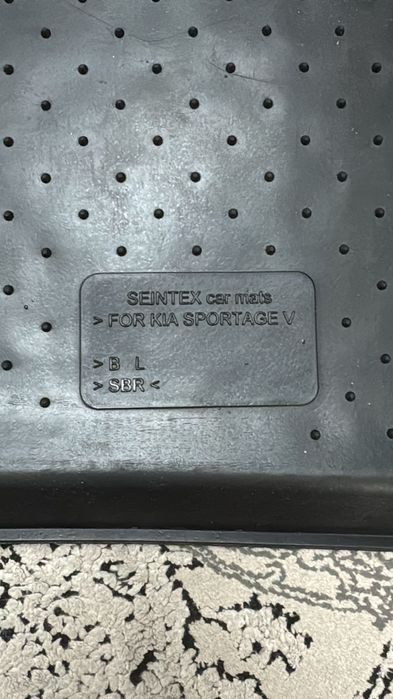 SEINTEX car mats
> FOR KIA SPORTAGE V
> B L
> SBR <